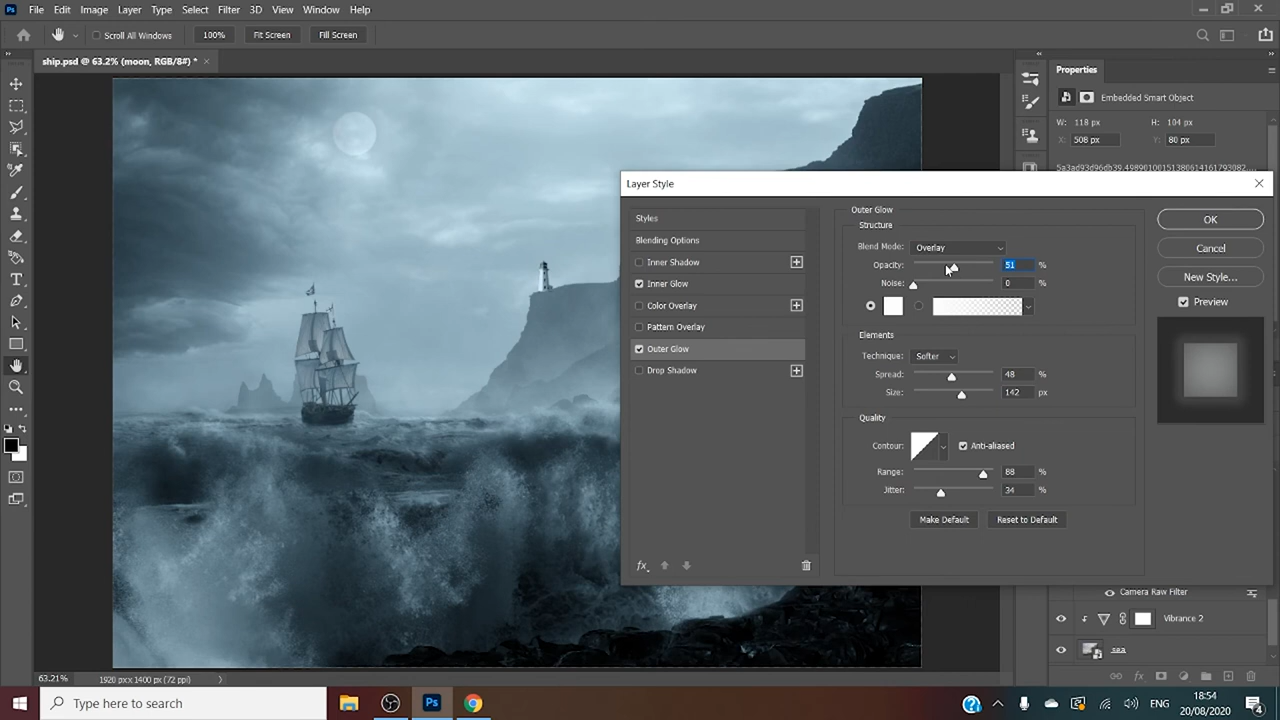 Ps File Edit Image Layer Type Select Filter 3D View Window Help
Scroll All Windows 100% Fit Screen Fill Screen
ship.psd @ 63.2% (moon, RGB/8#) * ×
Properties
Embedded Smart Object
W: 118 px H: 104 px
X: 508 px Y: 80 px
Layer Style
Styles
Blending Options
Inner Shadow
Inner Glow
Color Overlay
Pattern Overlay
Outer Glow
Drop Shadow
fx
Outer Glow
Structure
Blend Mode: Overlay
Opacity: 51 %
Noise: 0 %
Elements
Technique: Softer
Spread: 48 %
Size: 142 px
Quality
Contour: Anti-aliased
Range: 88 %
Jitter: 34 %
Make Default Reset to Default
OK
Cancel
New Style...
Preview
Camera Raw Filter
Vibrance 2
sea
fx
63.21% 1920 px x 1400 px (72 ppi)
Type here to search
Ps
ENG
18:54
20/08/2020
4